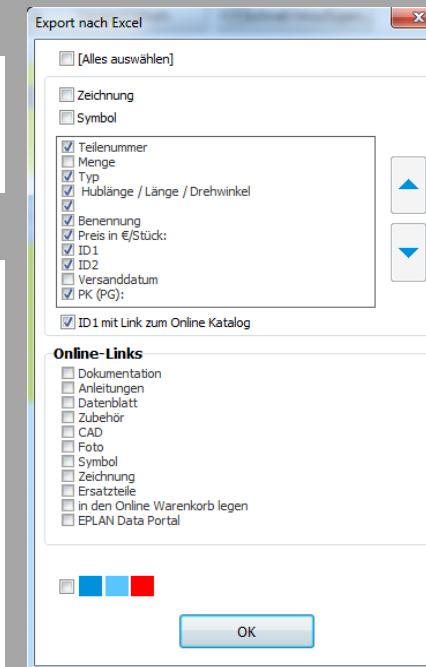 Export nach Excel
[Alles auswählen]
Zeichnung
Symbol
Teilenummer
Menge
Typ
Hublänge / Länge / Drehwinkel
Benennung
Preis in €/Stück:
ID1
ID2
Versanddatum
PK (PG):
ID1 mit Link zum Online Katalog
Online-Links
Dokumentation
Anleitungen
Datenblatt
Zubehör
CAD
Foto
Symbol
Zeichnung
Ersatzteile
in den Online Warenkorb legen
EPLAN Data Portal
OK